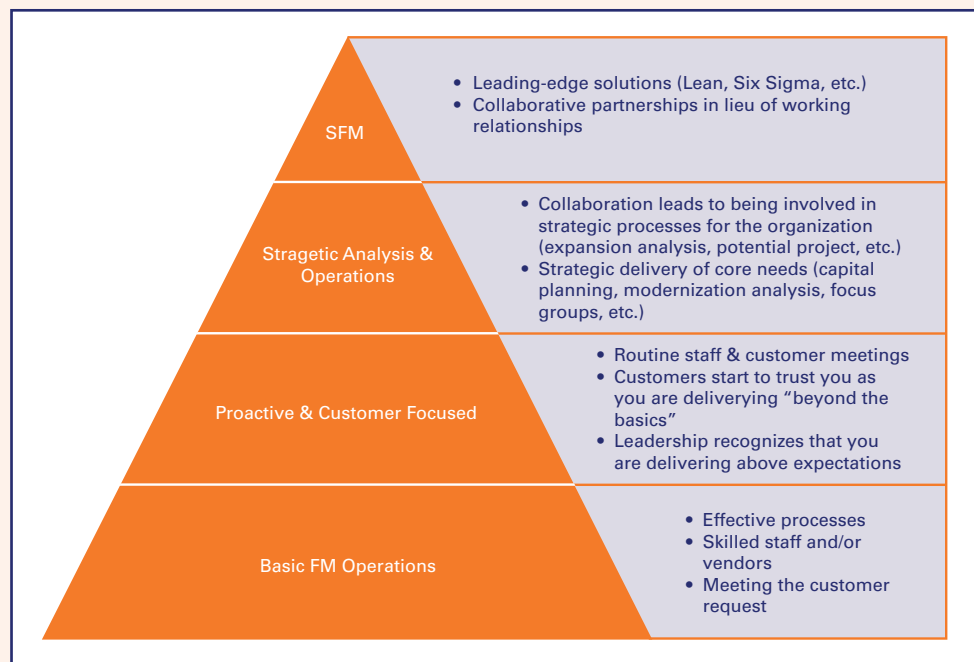 SFM
• Leading-edge solutions (Lean, Six Sigma, etc.)
• Collaborative partnerships in lieu of working
relationships
Stragetic Analysis &
Operations
• Collaboration leads to being involved in
strategic processes for the organization
(expansion analysis, potential project, etc.)
• Strategic delivery of core needs (capital
planning, modernization analysis, focus
groups, etc.)
Proactive & Customer Focused
• Routine staff & customer meetings
• Customers start to trust you as
you are deliverying “beyond the
basics”
• Leadership recognizes that you
are delivering above expectations
Basic FM Operations
• Effective processes
• Skilled staff and/or
vendors
• Meeting the customer
request